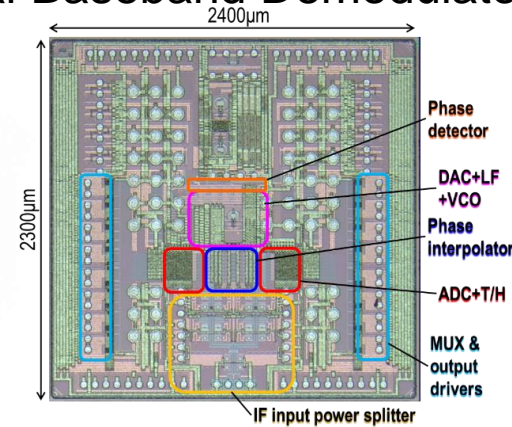 Baseband Demodulato
2400μm
2300μm
Phase
detector
DAC+LF
+VCO
Phase
interpolator
ADC+T/H
MUX &
output
drivers
IF input power splitter